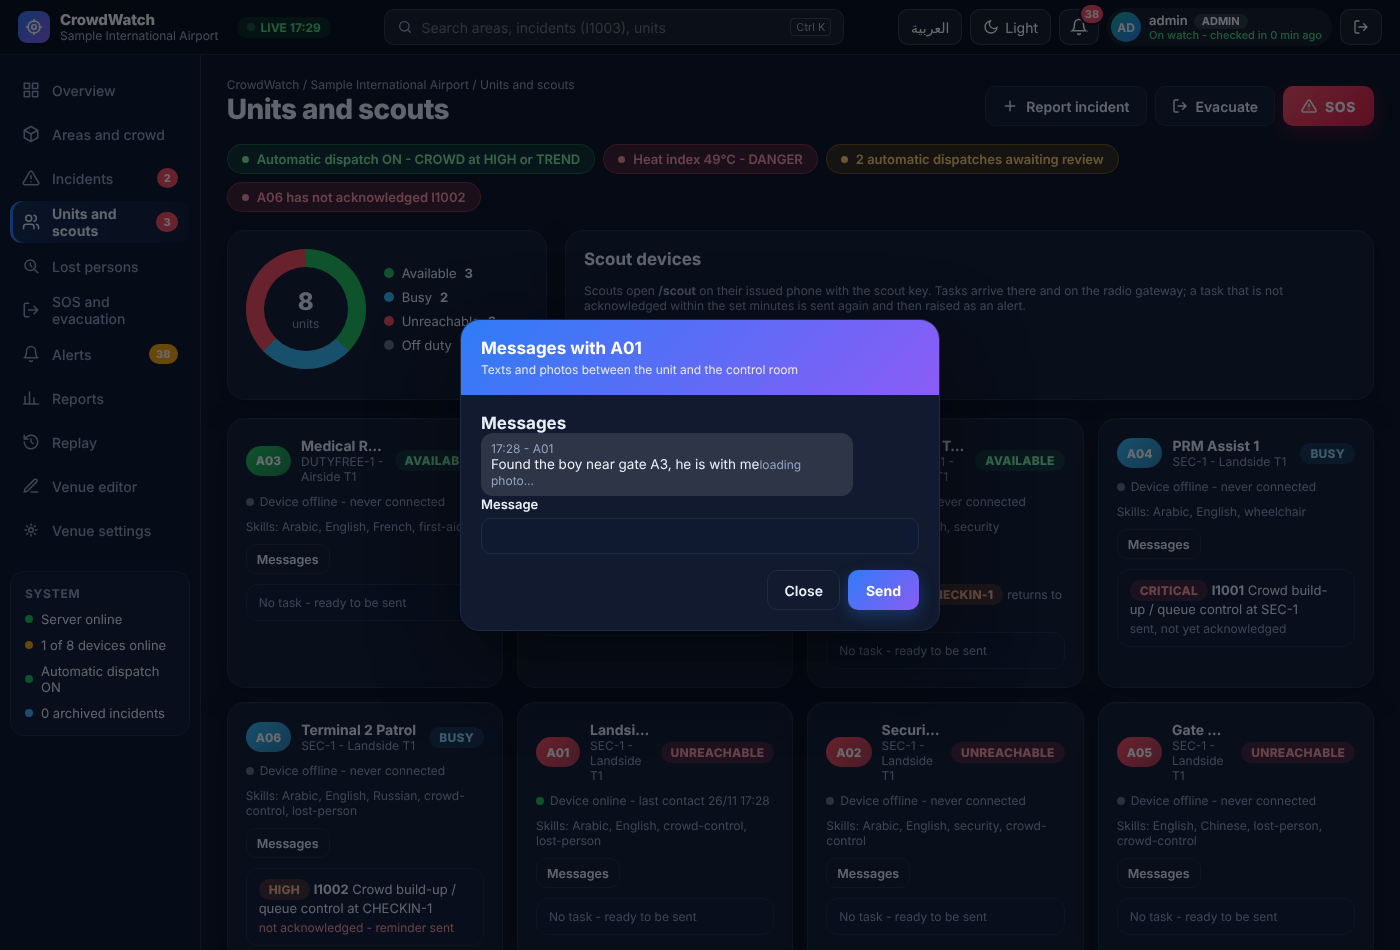 CrowdWatch
Sample International Airport
LIVE 17:29
Search areas, incidents (I1003), units
Ctrl K
العربية
Light
38
AD
admin ADMIN
On watch - checked in 0 min ago
Overview
Areas and crowd
Incidents 2
Units and scouts 3
Lost persons
SOS and evacuation
Alerts 38
Reports
Replay
Venue editor
Venue settings
SYSTEM
Server online
1 of 8 devices online
Automatic dispatch ON
0 archived incidents
CrowdWatch / Sample International Airport / Units and scouts
Units and scouts
Report incident
Evacuate
SOS
Automatic dispatch ON - CROWD at HIGH or TREND
Heat index 49°C - DANGER
2 automatic dispatches awaiting review
A06 has not acknowledged I1002
8
units
Available 3
Busy 2
Unreachable
Off duty
Scout devices
Scouts open /scout on their issued phone with the scout key. Tasks arrive there and on the radio gateway; a task that is not
acknowledged within the set minutes is sent again and then raised as an alert.
Messages with A01
Texts and photos between the unit and the control room
Messages
17:28 - A01
Found the boy near gate A3, he is with meloading
photo...
Message
Close
Send
A03
Medical R...
DUTYFREE-1 -
Airside T1
AVAILAB
Device offline - never connected
Skills: Arabic, English, French, first-aid
Messages
No task - ready to be sent
T...
1 -
T1
AVAILABLE
ever connected
h, security
HECKIN-1 returns to
No task - ready to be sent
A04
PRM Assist 1
SEC-1 - Landside T1
BUSY
Device offline - never connected
Skills: Arabic, English, wheelchair
Messages
CRITICAL I1001 Crowd build-
up / queue control at SEC-1
sent, not yet acknowledged
A06
Terminal 2 Patrol
SEC-1 - Landside T1
BUSY
Device offline - never connected
Skills: Arabic, English, Russian, crowd-
control, lost-person
Messages
HIGH I1002 Crowd build-up /
queue control at CHECKIN-1
not acknowledged - reminder sent
A01
Landsi...
SEC-1 -
Landside
T1
UNREACHABLE
Device online - last contact 26/11 17:28
Skills: Arabic, English, crowd-control,
lost-person
Messages
No task - ready to be sent
A02
Securi...
SEC-1 -
Landside
T1
UNREACHABLE
Device offline - never connected
Skills: Arabic, English, security, crowd-
control
Messages
No task - ready to be sent
A05
Gate ...
SEC-1 -
Landside
T1
UNREACHABLE
Device offline - never connected
Skills: English, Chinese, lost-person,
crowd-control
Messages
No task - ready to be sent